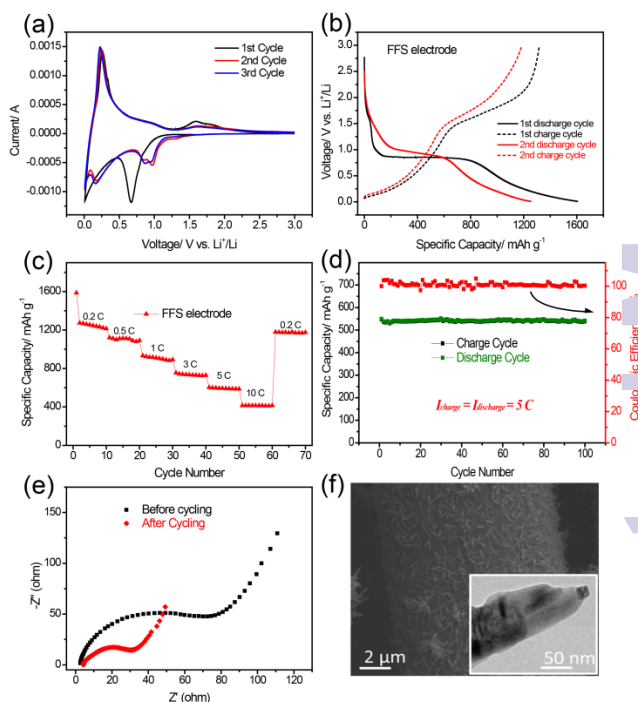 (a)
1st Cycle
2nd Cycle
3rd Cycle
0.0015
0.0010
0.0005
0.0000
-0.0005
-0.0010
Current/ A
0.0 0.5 1.0 1.5 2.0 2.5 3.0
Voltage/ V vs. Li⁺/Li
(b)
FFS electrode
1st discharge cycle
1st charge cycle
2nd discharge cycle
2nd charge cycle
3.0
2.5
2.0
1.5
1.0
0.5
0.0
Voltage/ V vs. Li⁺/Li
0 400 800 1200 1600
Specific Capacity/ mAh g⁻¹
(c)
FFS electrode
0.2 C
0.5 C
1 C
3 C
5 C
10 C
0.2 C
1600
1200
800
400
0
Specific Capacity/ mAh g⁻¹
0 10 20 30 40 50 60 70
Cycle Number
(d)
Charge Cycle
Discharge Cycle
I charge = I discharge = 5 C
700
600
500
400
300
200
100
0
Specific Capacity/ mAh g⁻¹
100
80
60
40
20
0
0 20 40 60 80 100
Cycle Number
(e)
Before cycling
After Cycling
-150
-100
-50
0
-Z'' (ohm)
0 20 40 60 80 100 120
Z' (ohm)
(f)
2 μm
50 nm